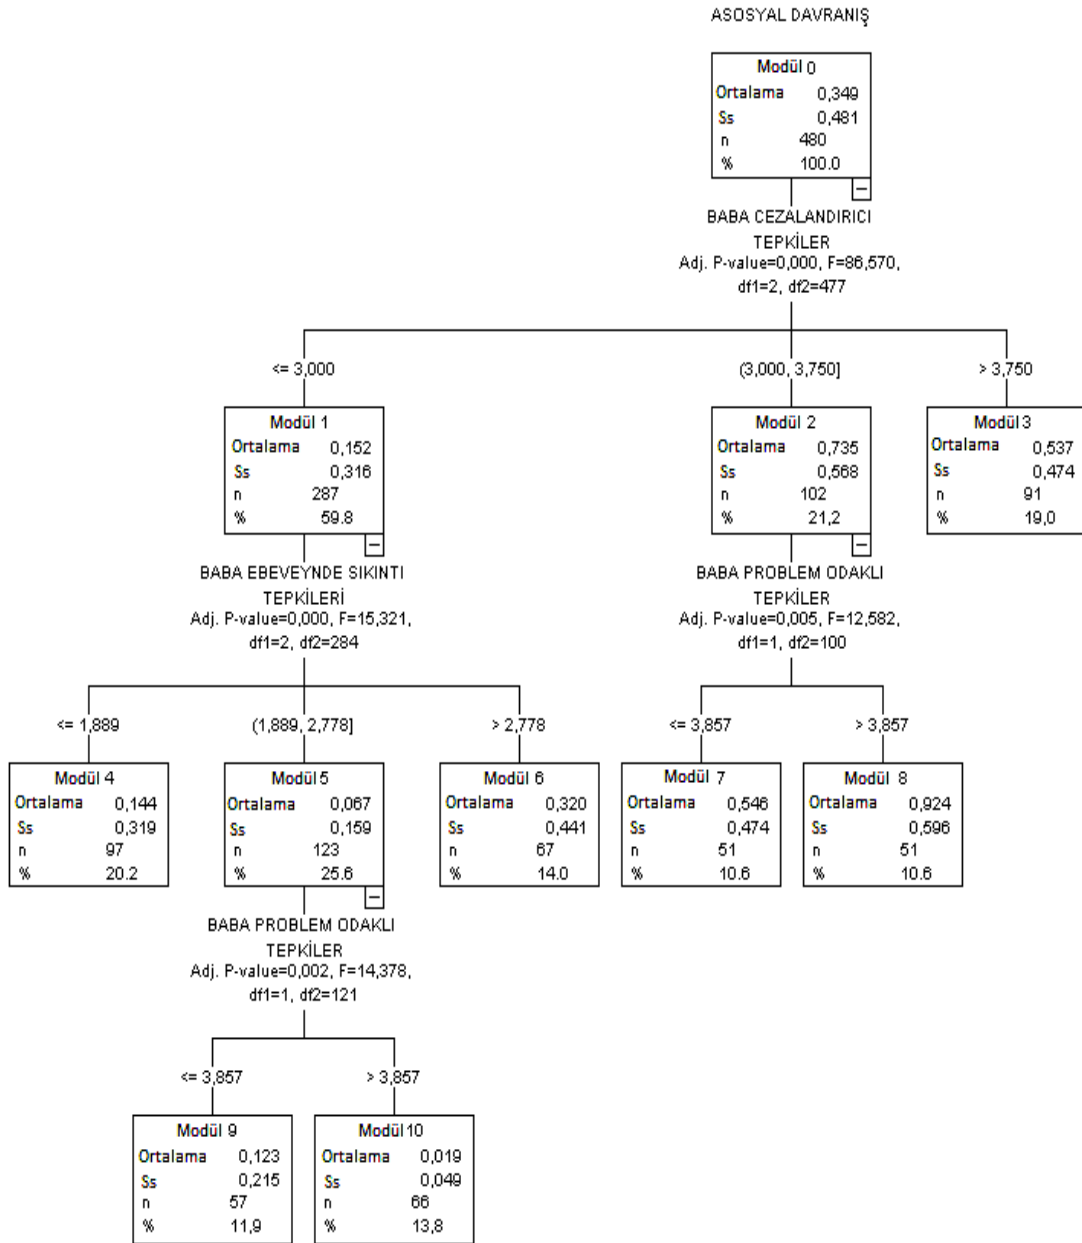 ASOSYAL DAVRANIŞ
Modül 0
Ortalama 0,349
Ss 0,481
n 480
% 100.0
BABA CEZALANDIRICI
TEPKİLER
Adj. P-value=0,000, F=86,570,
df1=2, df2=477
<= 3,000
(3,000, 3,750]
> 3,750
Modül 1
Ortalama 0,152
Ss 0,316
n 287
% 59.8
Modül 2
Ortalama 0,735
Ss 0,568
n 102
% 21,2
Modül 3
Ortalama 0,537
Ss 0,474
n 91
% 19,0
BABA EBEVEYNDE SIKINTI
TEPKİLERİ
Adj. P-value=0,000, F=15,321,
df1=2, df2=284
BABA PROBLEM ODAKLI
TEPKİLER
Adj. P-value=0,005, F=12,582,
df1=1, df2=100
<= 1,889
(1,889, 2,778]
> 2,778
<= 3,857
> 3,857
Modül 4
Ortalama 0,144
Ss 0,319
n 97
% 20.2
Modül 5
Ortalama 0,067
Ss 0,159
n 123
% 25.6
Modül 6
Ortalama 0,320
Ss 0,441
n 67
% 14.0
Modül 7
Ortalama 0,546
Ss 0,474
n 51
% 10.6
Modül 8
Ortalama 0,924
Ss 0,596
n 51
% 10.6
BABA PROBLEM ODAKLI
TEPKİLER
Adj. P-value=0,002, F=14,378,
df1=1, df2=121
<= 3,857
> 3,857
Modül 9
Ortalama 0,123
Ss 0,215
n 57
% 11,9
Modül 10
Ortalama 0,019
Ss 0,049
n 66
% 13,8